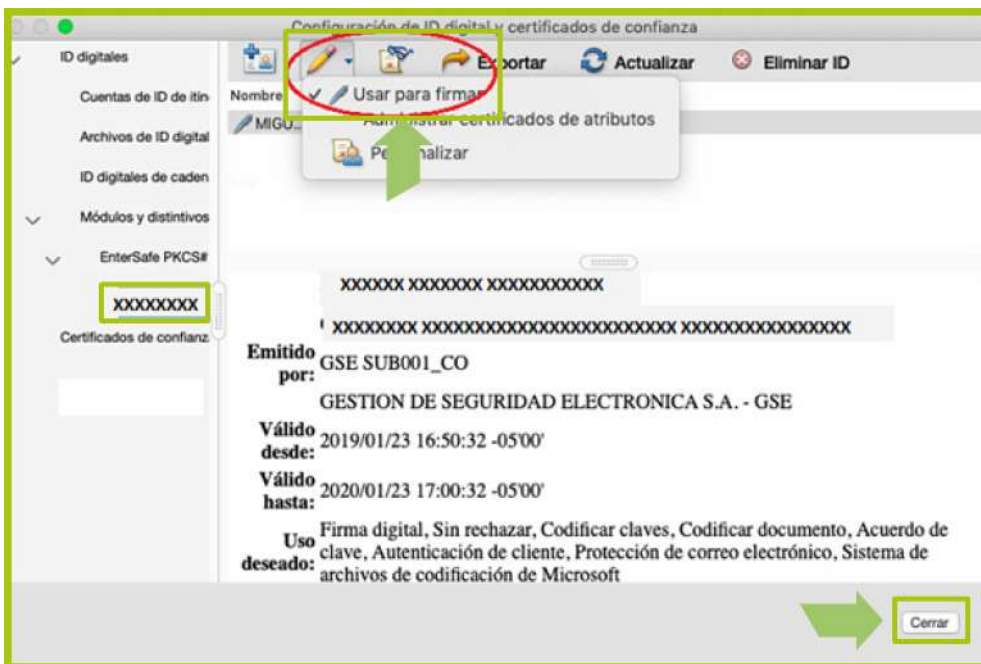 Configuración de ID digital y certificados de confianza
ID digitales
Exportar
Actualizar
Eliminar ID
Cuentas de ID de itin
Nombre
Usar para firmar
MIGU...
Administrar certificados de atributos
Archivos de ID digital
Personalizar
ID digitales de caden
Módulos y distintivos
EnterSafe PKCS#
XXXXXXXX
Certificados de confianz
XXXXXX XXXXXXX XXXXXXXXXXX
XXXXXXXX XXXXXXXXXXXXXXXXXXXXXXXX XXXXXXXXXXXXXXXX
Emitido por: GSE SUB001_CO
GESTION DE SEGURIDAD ELECTRONICA S.A. - GSE
Válido desde: 2019/01/23 16:50:32 -05'00'
Válido hasta: 2020/01/23 17:00:32 -05'00'
Uso deseado: Firma digital, Sin rechazar, Codificar claves, Codificar documento, Acuerdo de
clave, Autenticación de cliente, Protección de correo electrónico, Sistema de
archivos de codificación de Microsoft
Cerrar